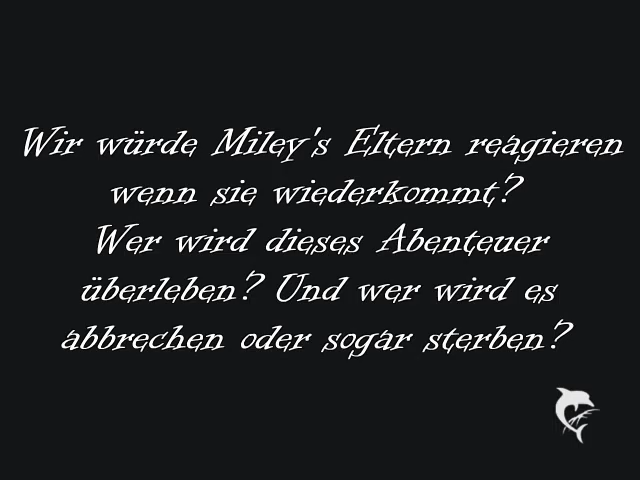 Wir würde Miley's Eltern reagieren
wenn sie wiederkommt?
Wer wird dieses Abenteuer
überleben? Und wer wird es
abbrechen oder sogar sterben?